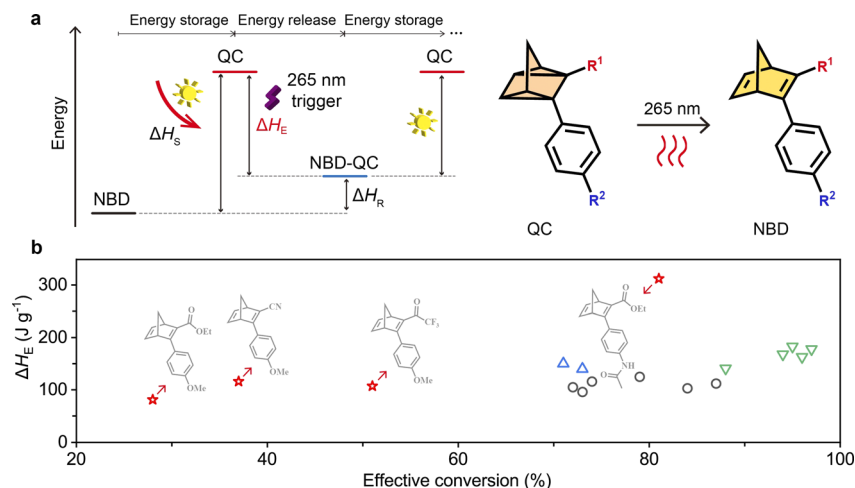 a
Energy storage Energy release Energy storage ...
QC QC
265 nm
trigger
ΔH_S
ΔH_E
NBD-QC
ΔH_R
NBD
Energy
R¹
R²
QC
265 nm
R¹
R²
NBD
b
ΔH_E (J g⁻¹)
300
200
100
0
O
OEt
OMe
CN
OMe
O
CF₃
OMe
O
OEt
NH
O
20 40 60 80 100
Effective conversion (%)